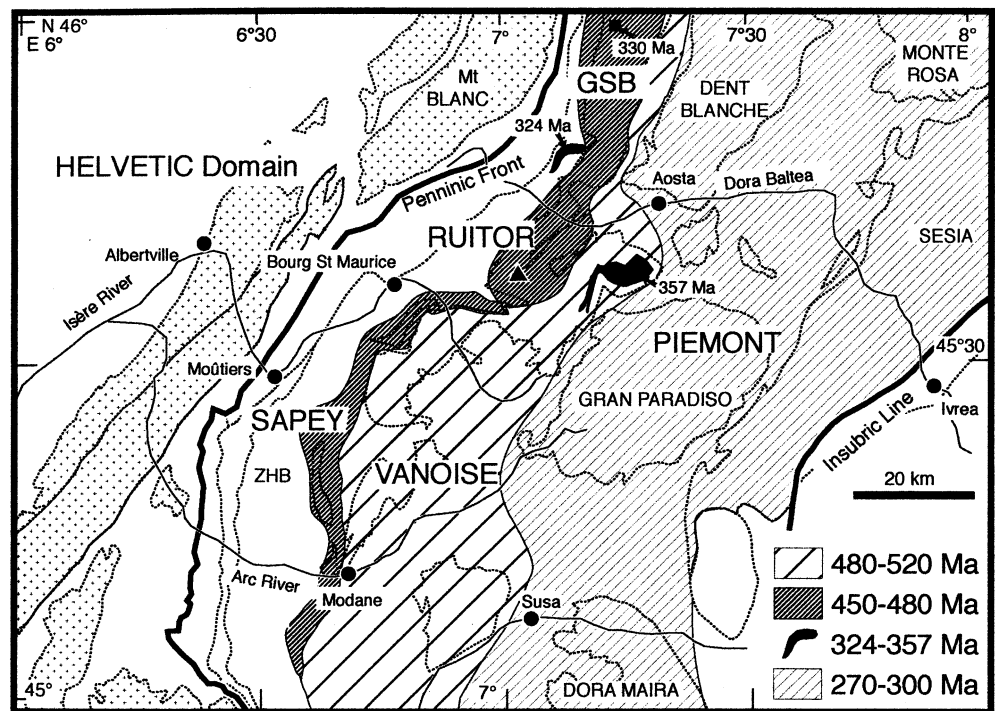 N 46°
E 6°
6°30
7°
7°30
8°
330 Ma
MONTE
ROSA
Mt
BLANC
GSB
DENT
BLANCHE
324 Ma
HELVETIC Domain
Penninic Front
Aosta
Dora Baltea
RUITOR
SESIA
Albertville
Bourg St Maurice
357 Ma
Isère River
PIEMONT
45°30
Moûtiers
GRAN PARADISO
Ivrea
SAPEY
Insubric Line
ZHB
VANOISE
20 km
480-520 Ma
Arc River
Modane
Susa
450-480 Ma
324-357 Ma
45°
7°
DORA MAIRA
270-300 Ma